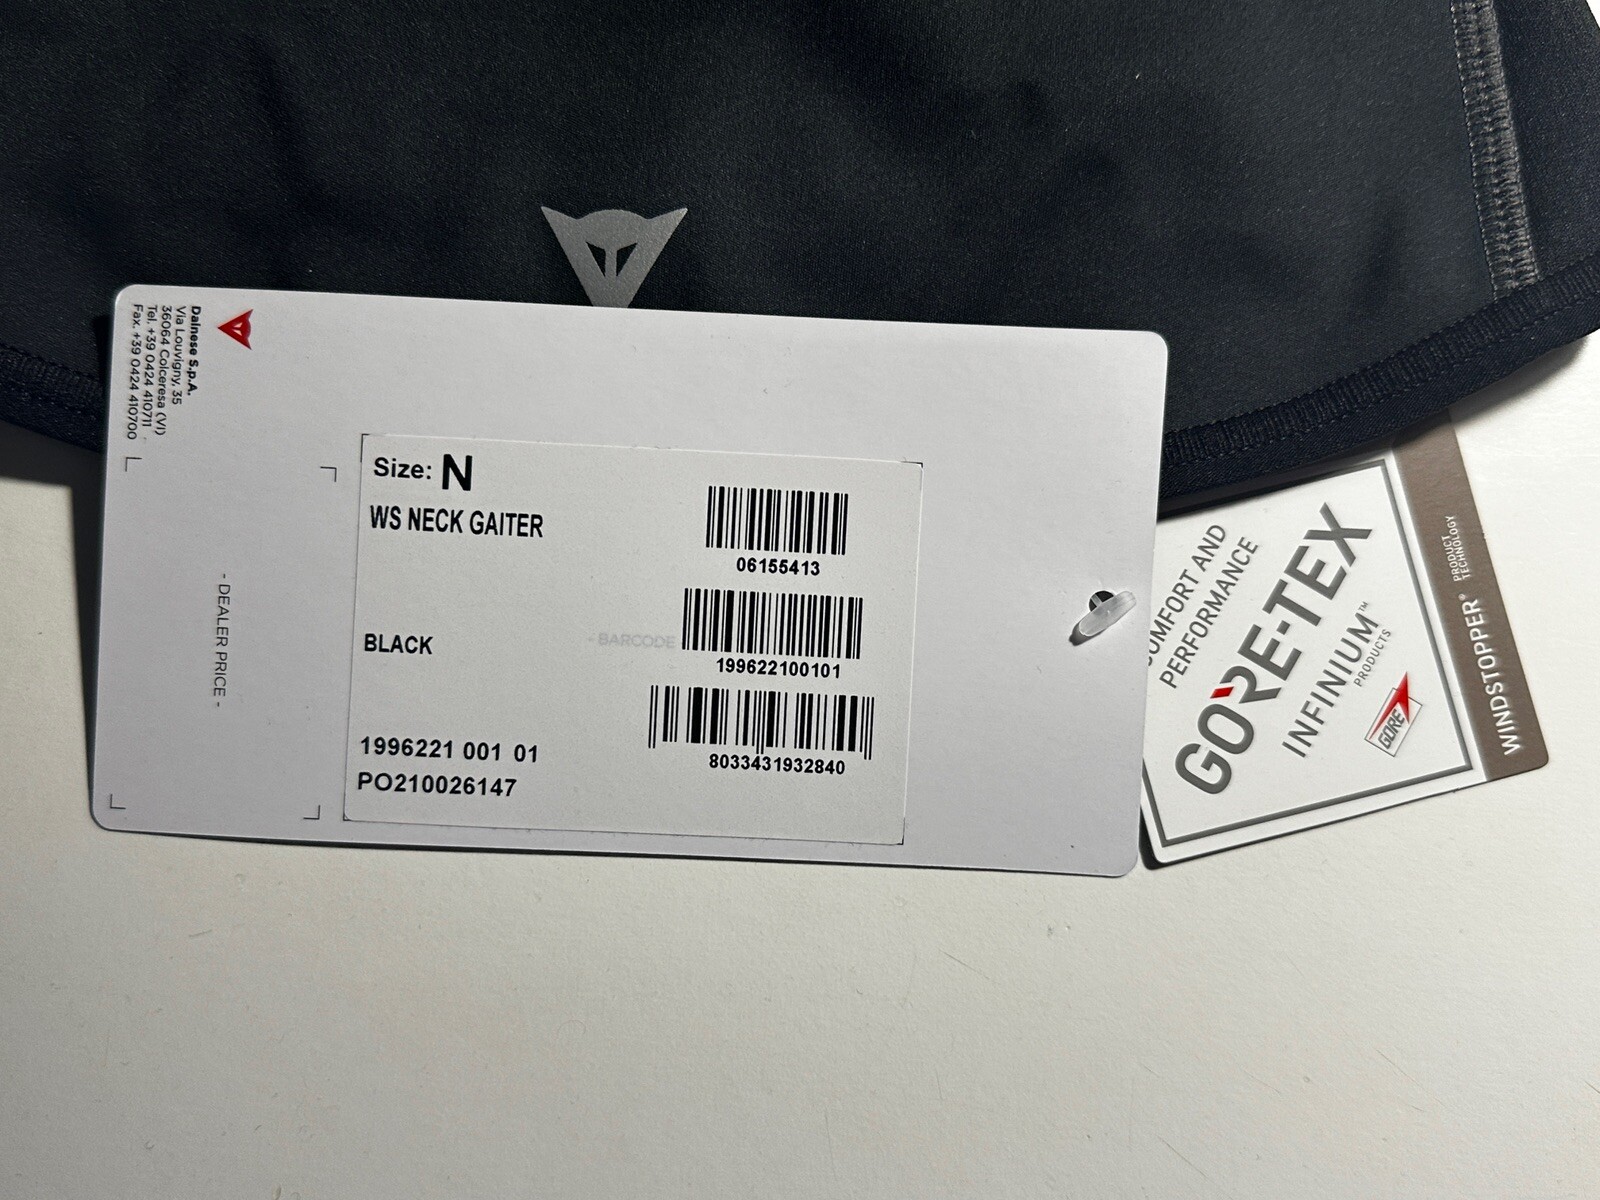 Dainese S.p.A.
Via Louvigny, 35
36064 Colceresa (VI)
Tel. +39 0424 410711
Fax. +39 0424 410700
- DEALER PRICE -
Size: N
WS NECK GAITER
BLACK
1996221 001 01
PO210026147
06155413
- BARCODE
199622100101
8033431932840
COMFORT AND
PERFORMANCE
GORE-TEX
INFINIUM™
PRODUCTS
GORE
WINDSTOPPER® PRODUCT
TECHNOLOGY